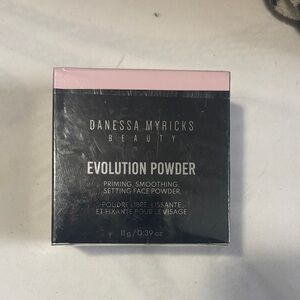 DANESSA MYRICKS
BEAUTY
EVOLUTION POWDER
PRIMING, SMOOTHING,
SETTING FACE POWDER
POUDRE LIBRE, LISSANTE
ET FIXANTE POUR LE VISAGE
11 g / 0.39 oz